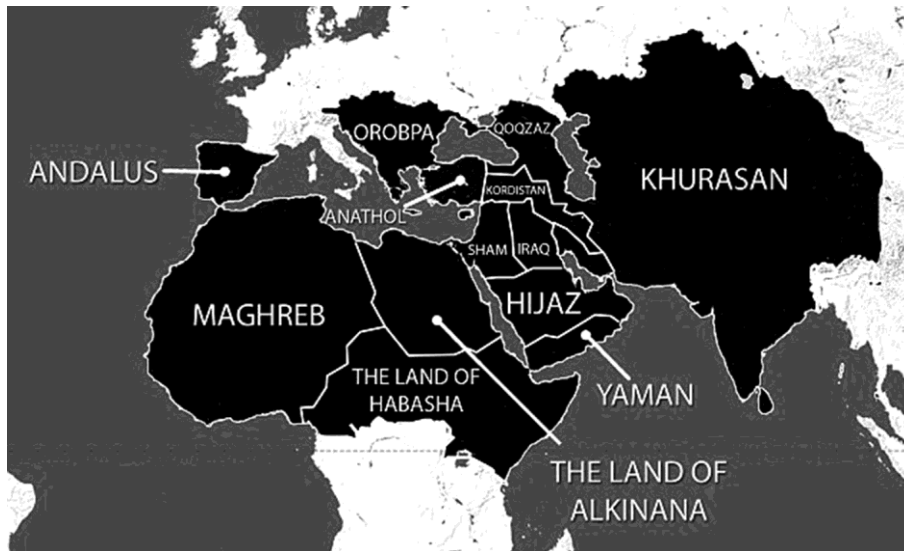 OROBPA
QOQZAZ
ANDALUS
KHURASAN
KORDISTAN
ANATHOL
SHAM
IRAQ
HIJAZ
MAGHREB
THE LAND OF
HABASHA
YAMAN
THE LAND OF
ALKINANA